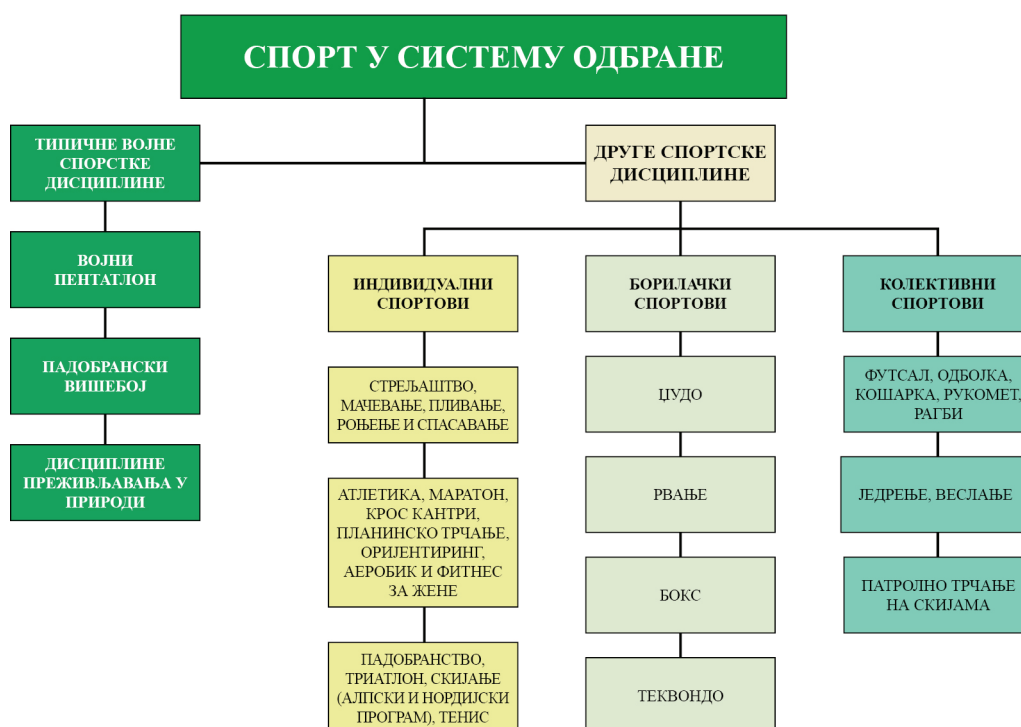 СПОРТ У СИСТЕМУ ОДБРАНЕ
ТИПИЧНЕ ВОЈНЕ
СПОРСТКЕ
ДИСЦИПЛИНЕ
ВОЈНИ
ПЕНТАТЛОН
ПАДОБРАНСКИ
ВИШЕБОЈ
ДИСЦИПЛИНЕ
ПРЕЖИВЉАВАЊА У
ПРИРОДИ
ДРУГЕ СПОРТСКЕ
ДИСЦИПЛИНЕ
ИНДИВИДУАЛНИ
СПОРТОВИ
СТРЕЉАШТВО,
МАЧЕВАЊЕ, ПЛИВАЊЕ,
РОЊЕЊЕ И СПАСАВАЊЕ
АТЛЕТИКА, МАРАТОН,
КРОС КАНТРИ,
ПЛАНИНСКО ТРЧАЊЕ,
ОРИЈЕНТИРИНГ,
АЕРОБИК И ФИТНЕС
ЗА ЖЕНЕ
ПАДОБРАНСТВО,
ТРИАТЛОН, СКИЈАЊЕ
(АЛПСКИ И НОРДИЈСКИ
ПРОГРАМ), ТЕНИС
БОРИЛАЧКИ
СПОРТОВИ
ЏУДО
РВАЊЕ
БОКС
ТЕКВОНДО
КОЛЕКТИВНИ
СПОРТОВИ
ФУТСАЛ, ОДБОЈКА,
КОШАРКА, РУКОМЕТ,
РАГБИ
ЈЕДРЕЊЕ, ВЕСЛАЊЕ
ПАТРОЛНО ТРЧАЊЕ
НА СКИЈАМА